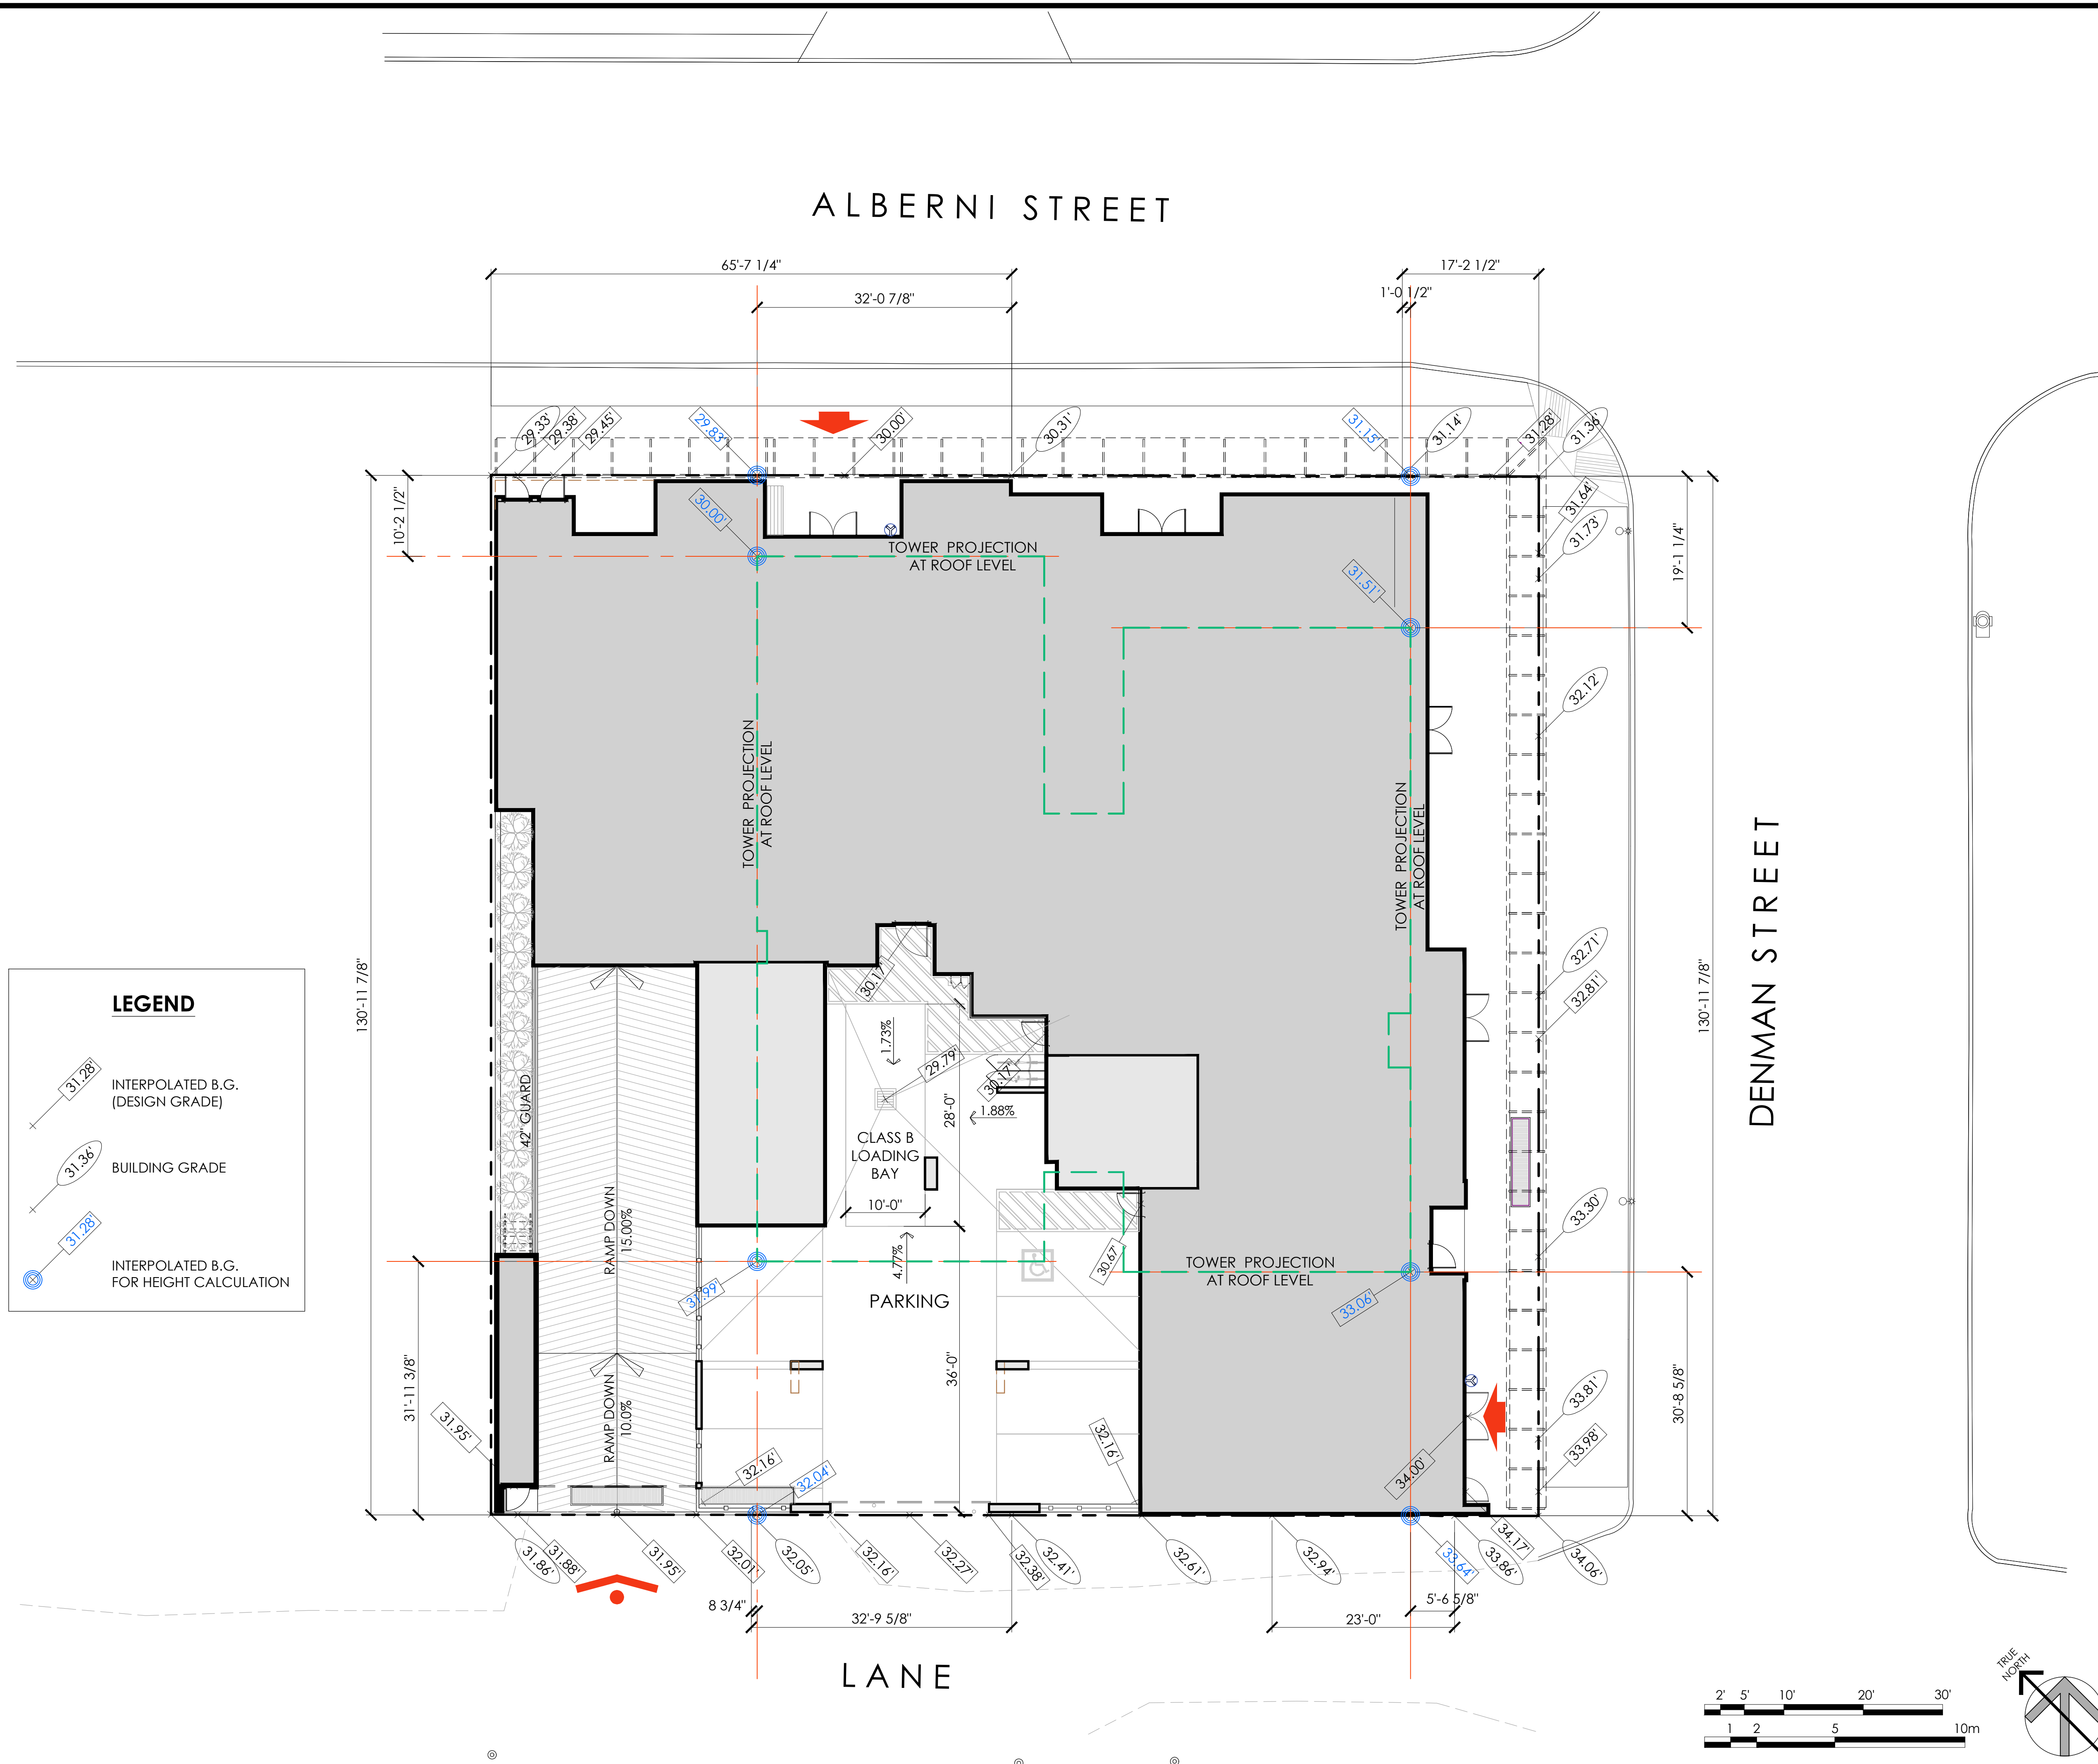 ALBERNI STREET
65'-7 1/4"
17'-2 1/2"
32'-0 7/8"
1'-0 1/2"
29.33'
29.38'
29.45'
29.83'
30.00'
30.31'
31.15'
31.14'
31.28'
31.36'
10'-2 1/2"
30.00'
31.64'
31.73'
19'-1 1/4"
TOWER PROJECTION
AT ROOF LEVEL
31.51'
32.12'
TOWER PROJECTION
AT ROOF LEVEL
TOWER PROJECTION
AT ROOF LEVEL
DENMAN STREET
130'-11 7/8"
130'-11 7/8"
32.71'
32.81'
30.17'
1.73%
29.79'
30.17'
28'-0"
1.88%
42" GUARD
CLASS B
LOADING
BAY
10'-0"
LEGEND
31.28'
INTERPOLATED B.G.
(DESIGN GRADE)
31.36'
BUILDING GRADE
31.28'
INTERPOLATED B.G.
FOR HEIGHT CALCULATION
RAMP DOWN
15.00%
33.30'
4.77%
30.67'
TOWER PROJECTION
AT ROOF LEVEL
31.99'
PARKING
33.06'
31'-11 3/8"
RAMP DOWN
10.0%
36'-0"
33.81'
30'-8 5/8"
31.95'
32.16'
32.04'
32.16'
34.00'
33.98'
31.86'
31.88'
31.95'
32.01'
32.05'
32.16'
32.27'
32.38'
32.41'
32.61'
32.94'
33.64'
33.86'
34.17'
34.06'
8 3/4"
32'-9 5/8"
5'-6 5/8"
23'-0"
LANE
TRUE
NORTH
2' 5' 10' 20' 30'
1 2 5 10m